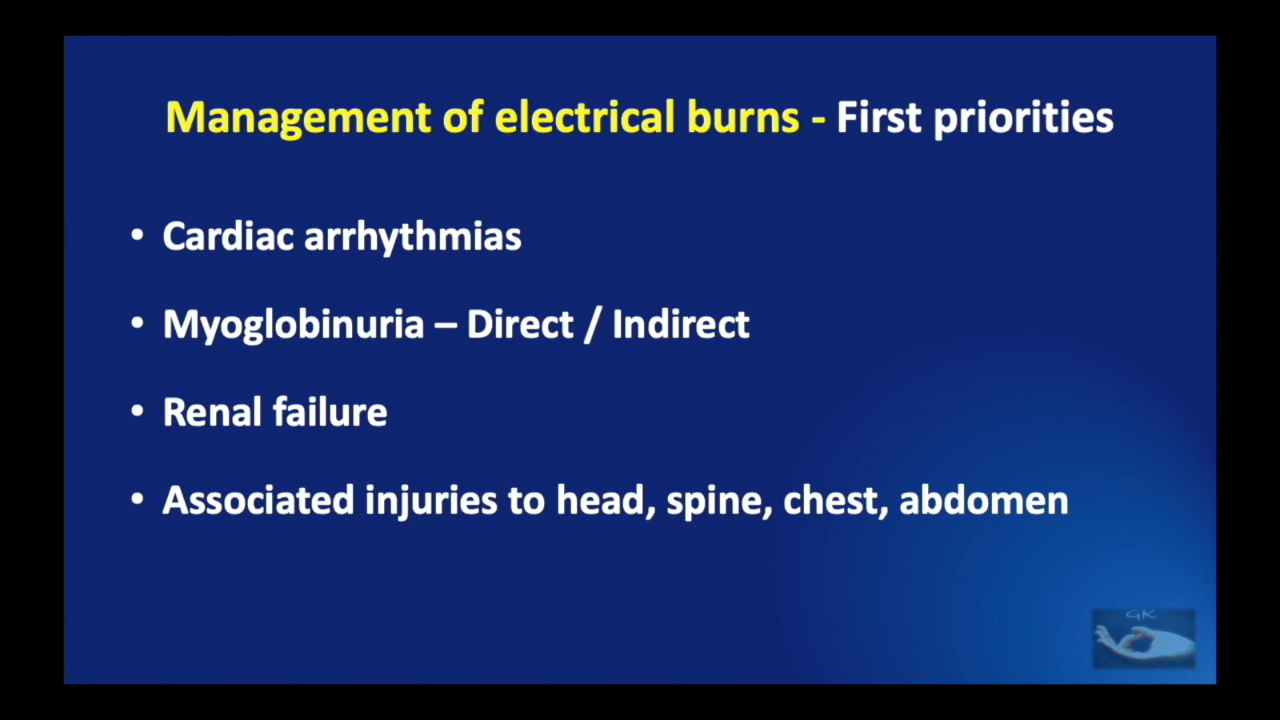 Management of electrical burns - First priorities
• Cardiac arrhythmias
• Myoglobinuria – Direct / Indirect
• Renal failure
• Associated injuries to head, spine, chest, abdomen
GK